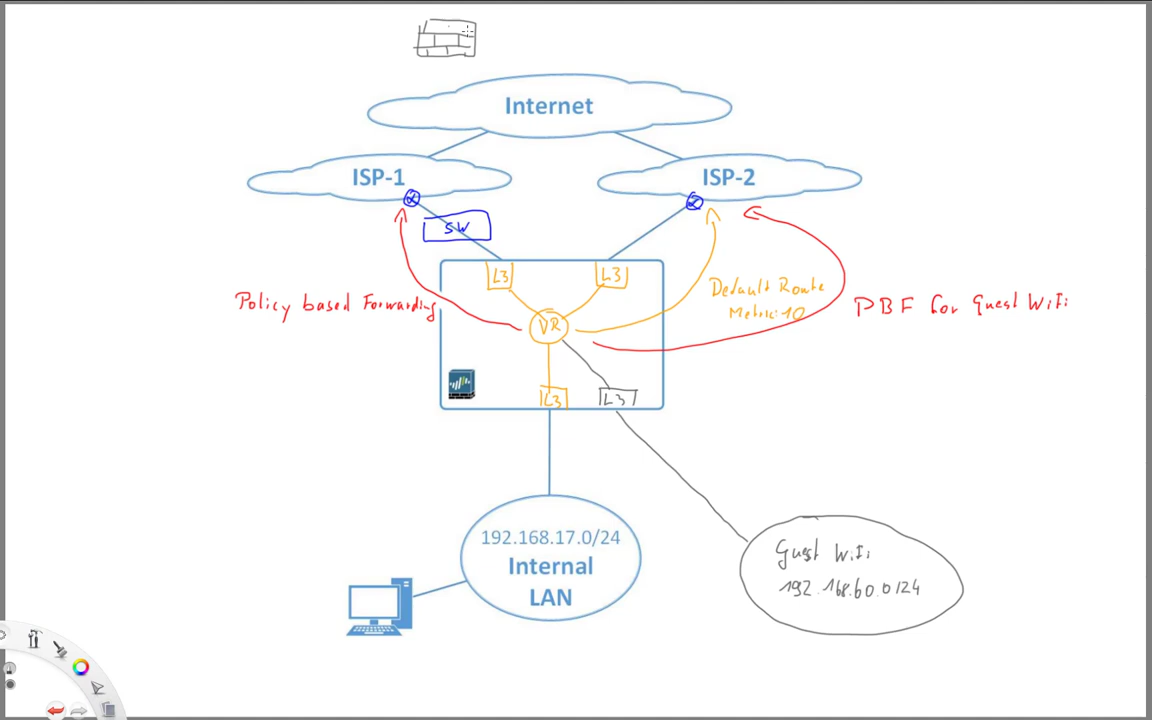 Internet
ISP-1
ISP-2
SW
L3
L3
Policy based Forwarding
VR
Default Route
Metric:10
PBF for Guest WiFi
L3
L3
192.168.17.0/24
Internal
LAN
Guest WiFi
192.168.60.0/24